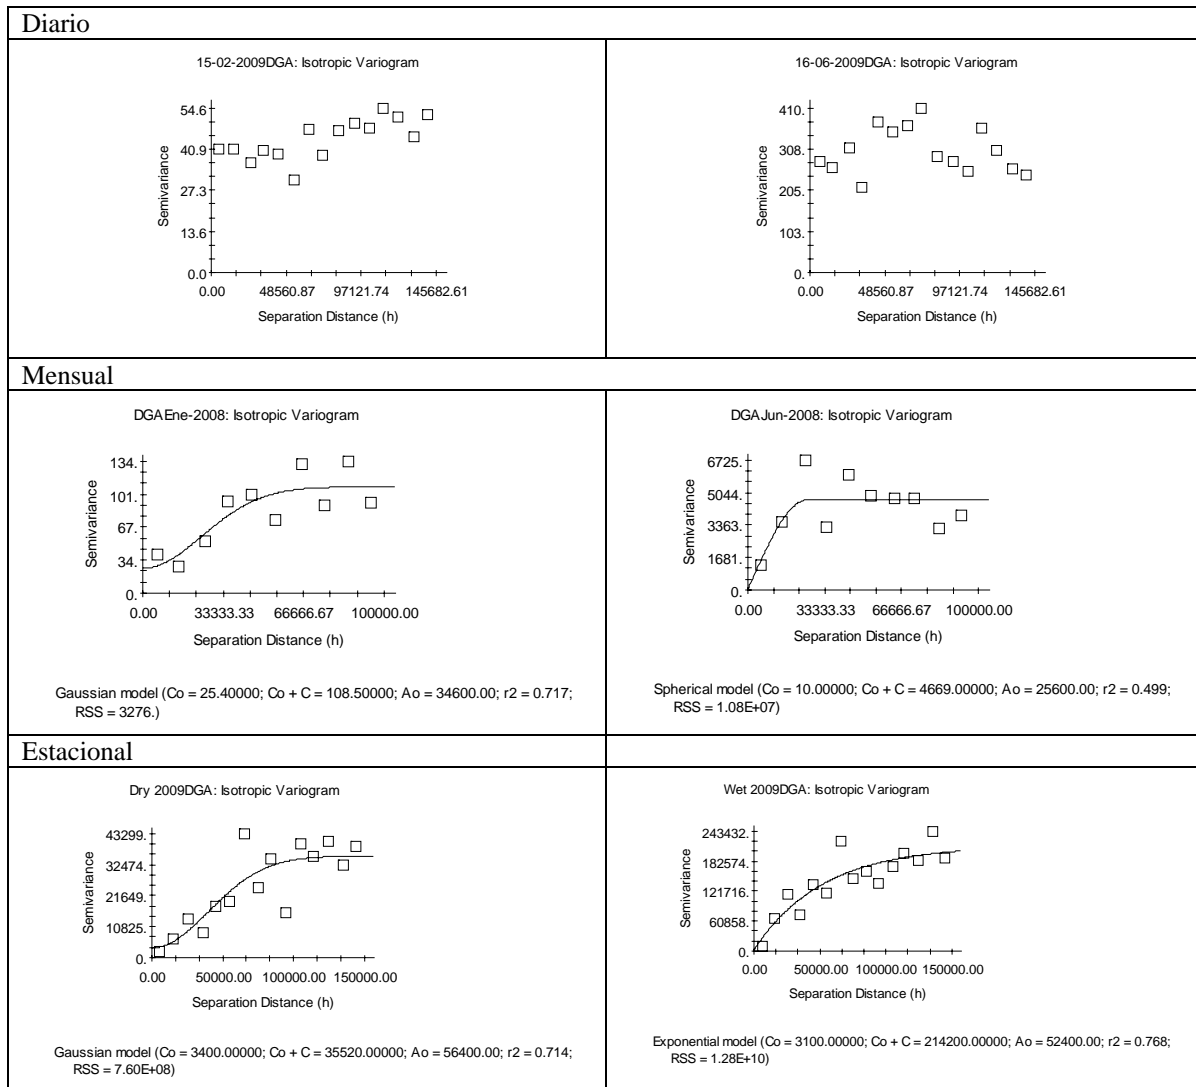 Diario
15-02-2009DGA: Isotropic Variogram
54.6
40.9
27.3
13.6
0.0
Semivariance
0.00 48560.87 97121.74 145682.61
Separation Distance (h)
16-06-2009DGA: Isotropic Variogram
410.
308.
205.
103.
0.
Semivariance
0.00 48560.87 97121.74 145682.61
Separation Distance (h)
Mensual
DGAEne-2008: Isotropic Variogram
134.
101.
67.
34.
0.
Semivariance
0.00 33333.33 66666.67 100000.00
Separation Distance (h)
Gaussian model (Co = 25.40000; Co + C = 108.50000; Ao = 34600.00; r2 = 0.717;
RSS = 3276.)
DGAJun-2008: Isotropic Variogram
6725.
5044.
3363.
1681.
0.
Semivariance
0.00 33333.33 66666.67 100000.00
Separation Distance (h)
Spherical model (Co = 10.00000; Co + C = 4669.00000; Ao = 25600.00; r2 = 0.499;
RSS = 1.08E+07)
Estacional
Dry 2009DGA: Isotropic Variogram
43299.
32474.
21649.
10825.
0.
Semivariance
0.00 50000.00 100000.00 150000.00
Separation Distance (h)
Gaussian model (Co = 3400.00000; Co + C = 35520.00000; Ao = 56400.00; r2 = 0.714;
RSS = 7.60E+08)
Wet 2009DGA: Isotropic Variogram
243432.
182574.
121716.
60858.
0.
Semivariance
0.00 50000.00 100000.00 150000.00
Separation Distance (h)
Exponential model (Co = 3100.00000; Co + C = 214200.00000; Ao = 52400.00; r2 = 0.768;
RSS = 1.28E+10)